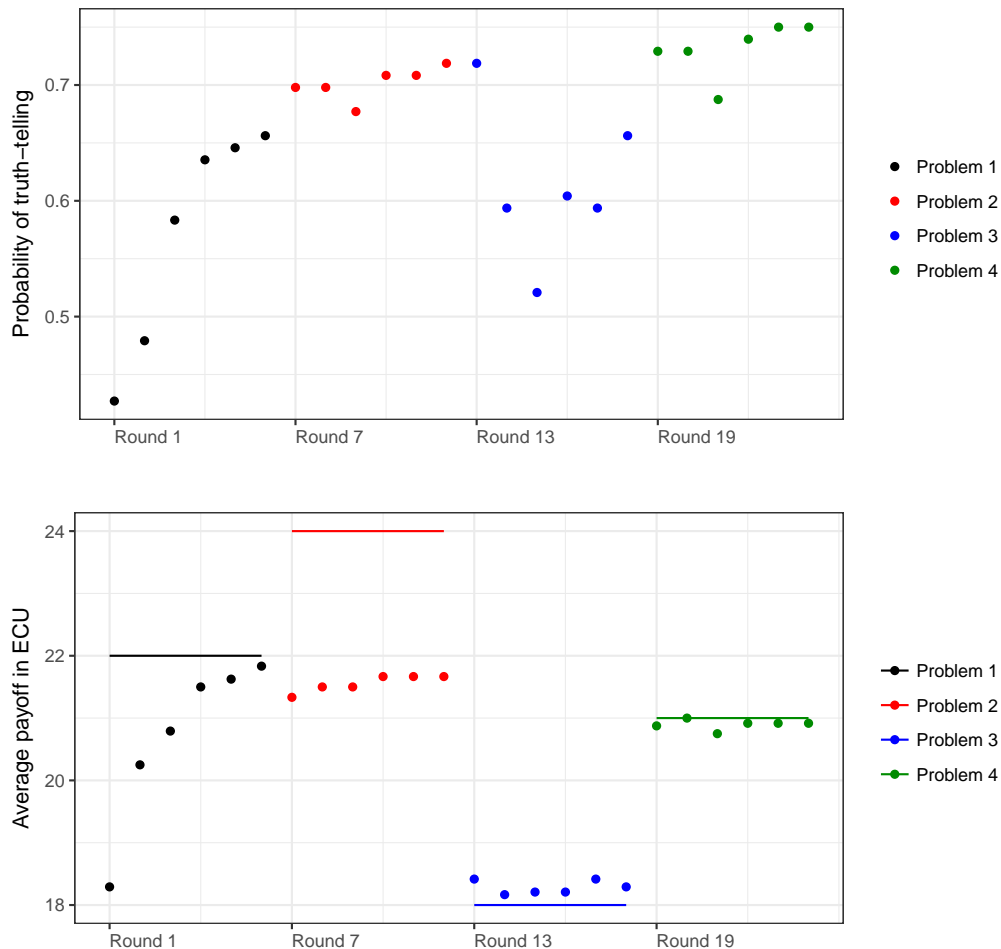 Probability of truth−telling
0.7
0.6
0.5
Round 1
Round 7
Round 13
Round 19
Problem 1
Problem 2
Problem 3
Problem 4
Average payoff in ECU
24
22
20
18
Round 1
Round 7
Round 13
Round 19
Problem 1
Problem 2
Problem 3
Problem 4